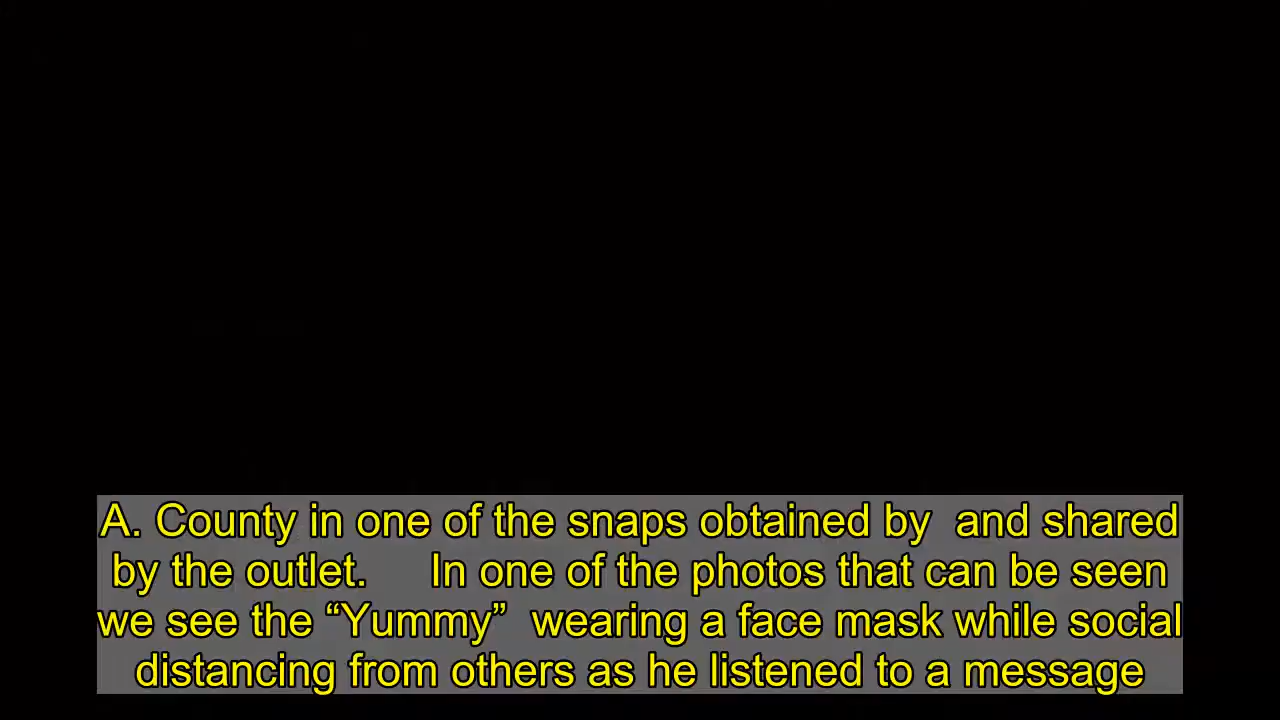 A. County in one of the snaps obtained by  and shared
by the outlet.      In one of the photos that can be seen
we see the “Yummy”  wearing a face mask while social
distancing from others as he listened to a message